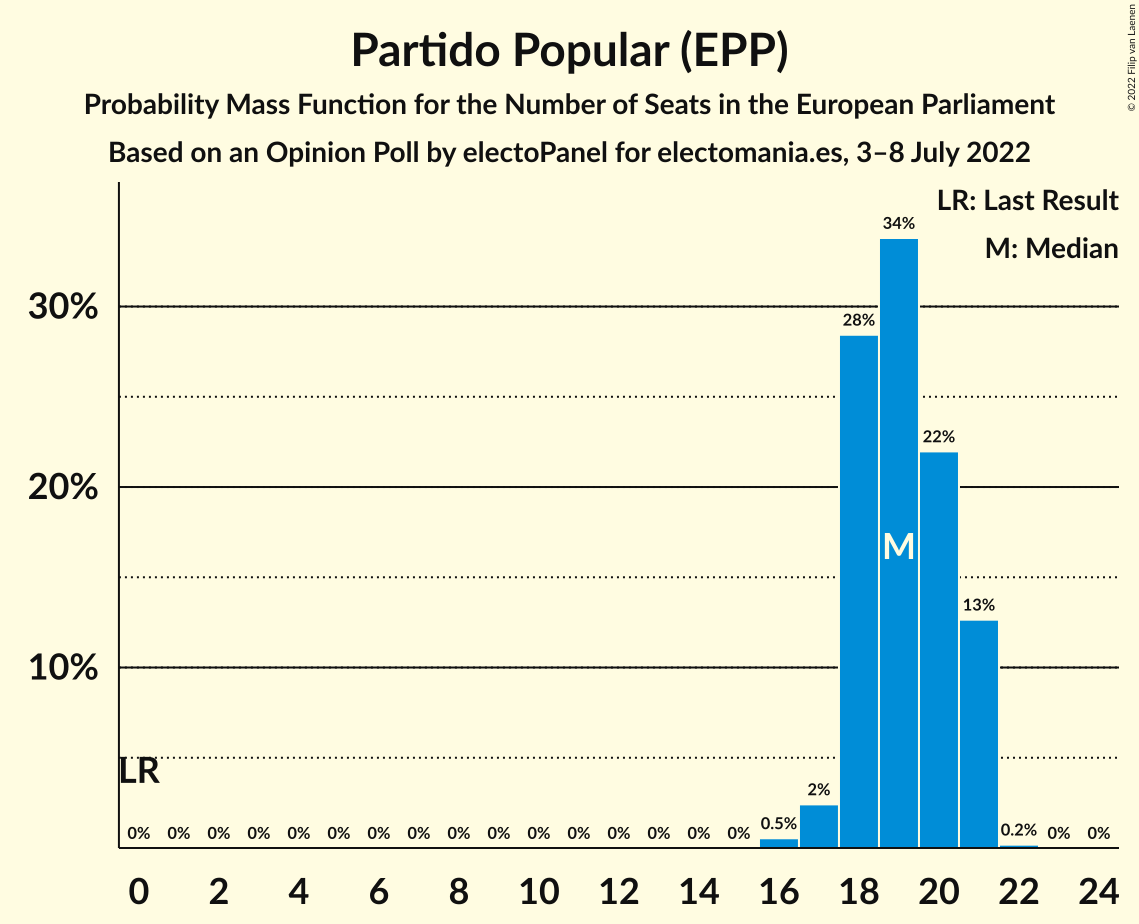 Partido Popular (EPP)
Probability Mass Function for the Number of Seats in the European Parliament
Based on an Opinion Poll by electoPanel for electomania.es, 3–8 July 2022
© 2022 Filip van Laenen
LR: Last Result
M: Median
34%
30%
28%
22%
20%
M
13%
10%
LR
2%
0% 0% 0% 0% 0% 0% 0% 0% 0% 0% 0% 0% 0% 0% 0% 0% 0.5% 0.2% 0% 0%
0 2 4 6 8 10 12 14 16 18 20 22 24